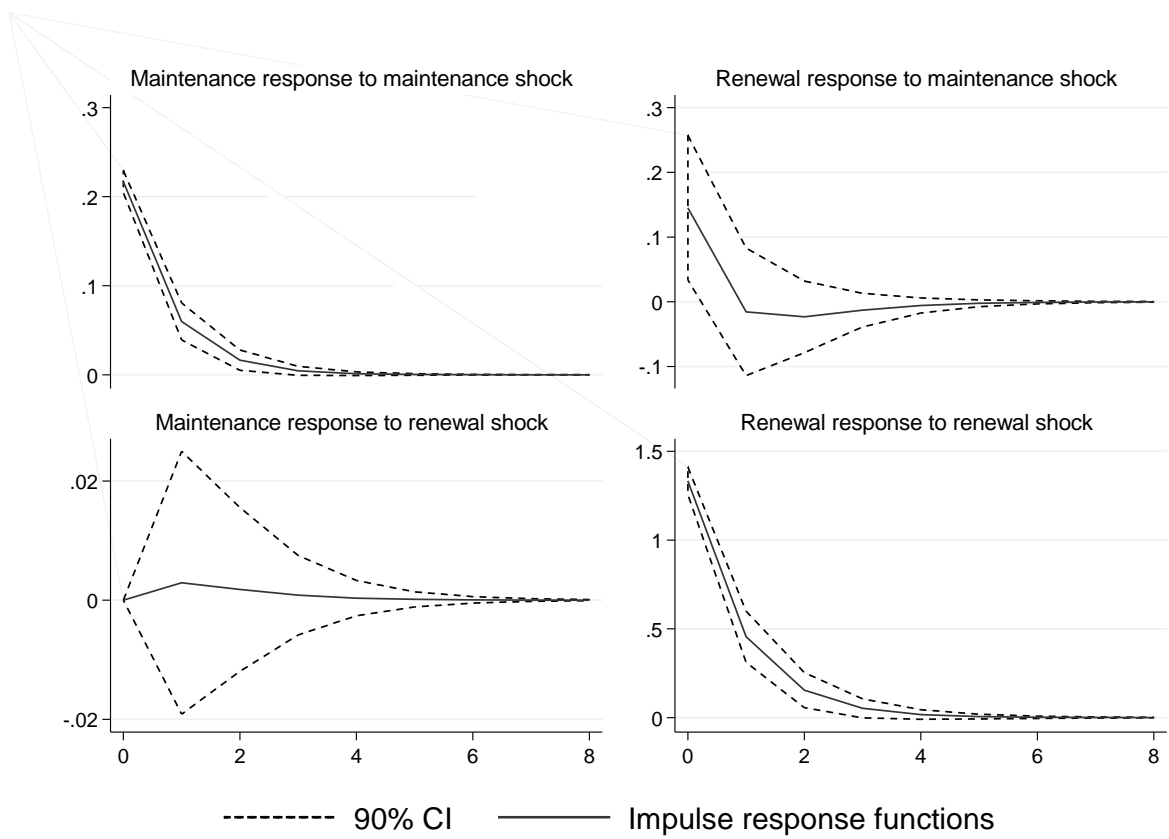 Maintenance response to maintenance shock
.3
.2
.1
0
Renewal response to maintenance shock
.3
.2
.1
0
-.1
Maintenance response to renewal shock
.02
0
-.02
0 2 4 6 8
Renewal response to renewal shock
1.5
1
.5
0
0 2 4 6 8
90% CI Impulse response functions